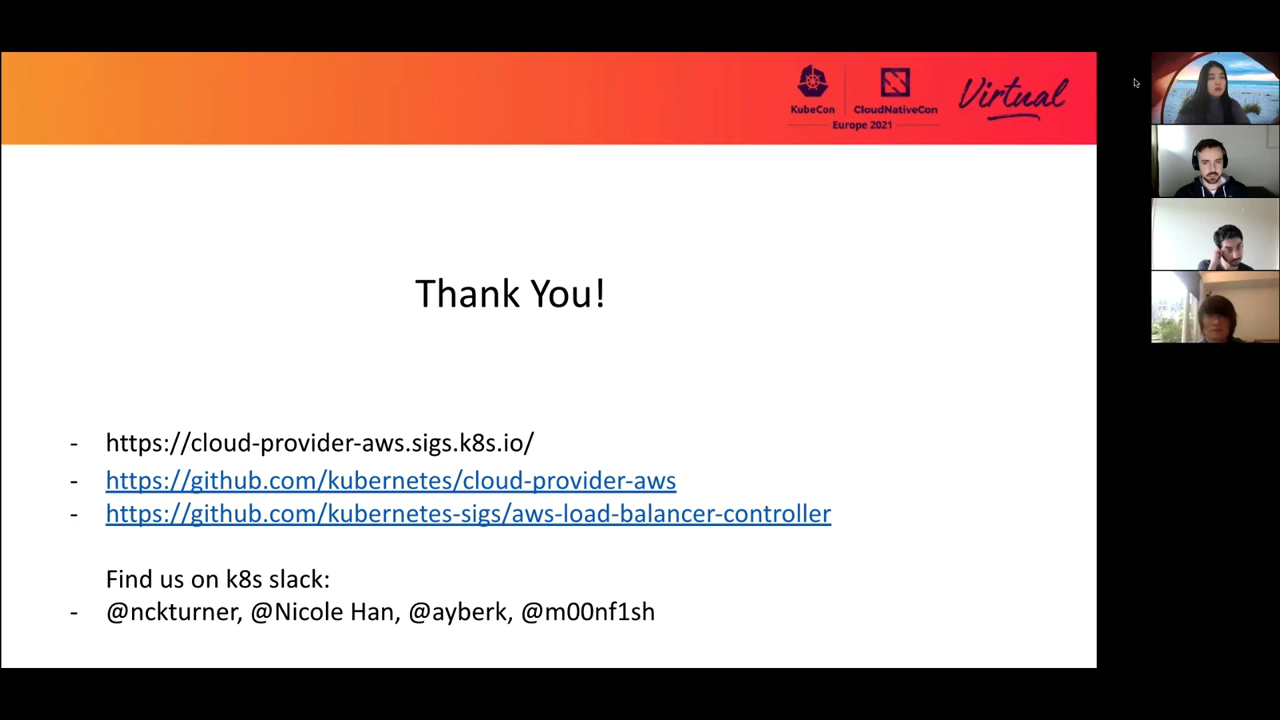 KubeCon
CloudNativeCon
Europe 2021
Virtual
Thank You!
- https://cloud-provider-aws.sigs.k8s.io/
- https://github.com/kubernetes/cloud-provider-aws
- https://github.com/kubernetes-sigs/aws-load-balancer-controller
Find us on k8s slack:
- @nckturner, @Nicole Han, @ayberk, @m00nf1sh